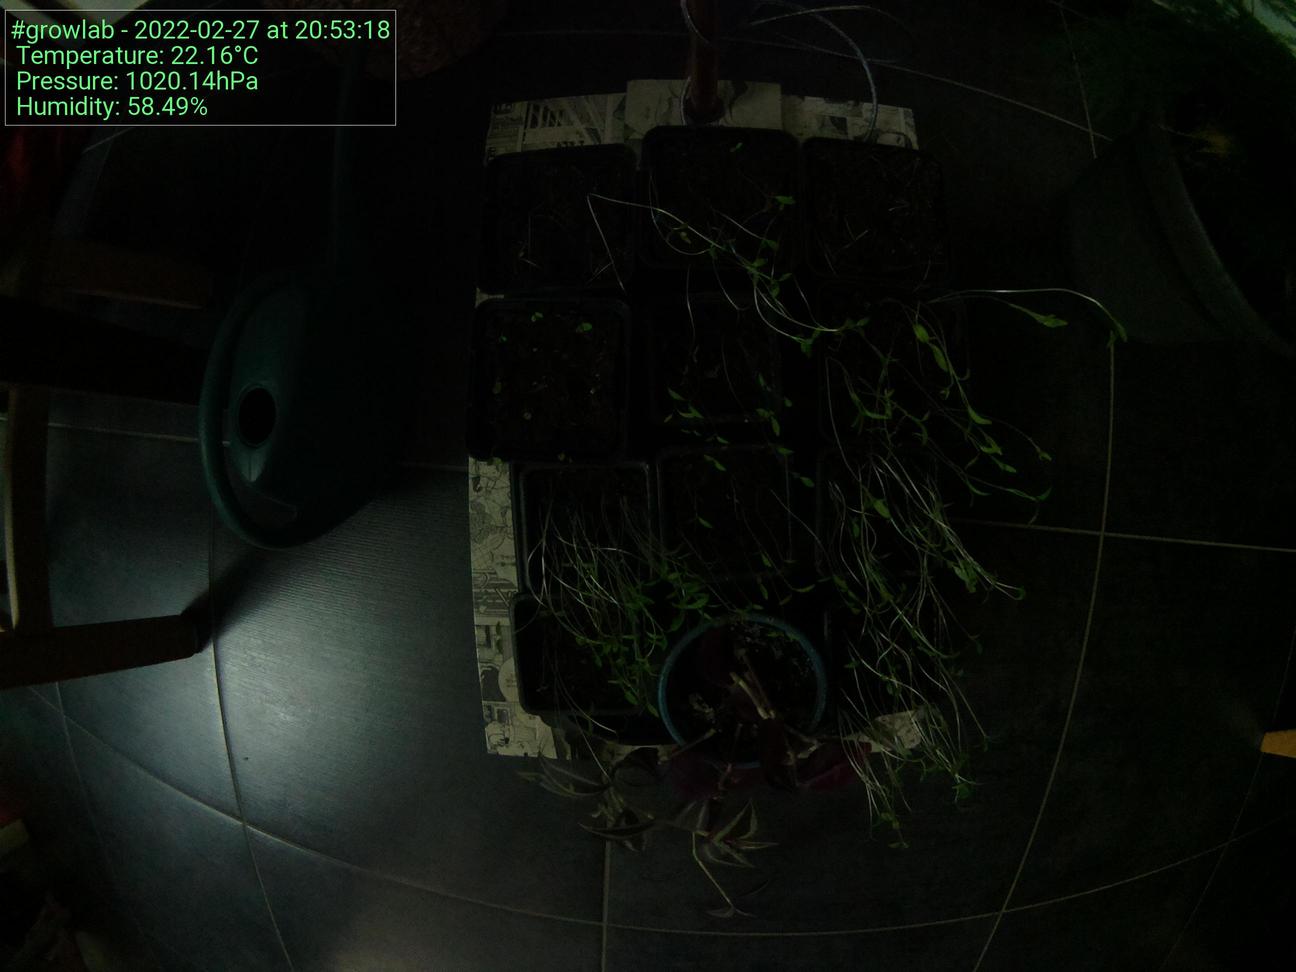 #growlab - 2022-02-27 at 20:53:18
Temperature: 22.16°C
Pressure: 1020.14hPa
Humidity: 58.49%